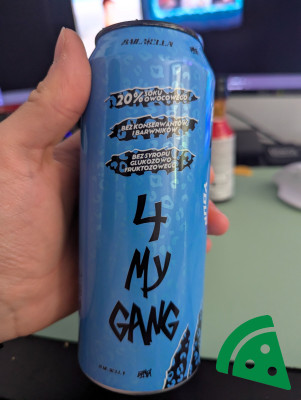 20% SOKU
OWOCOWEGO
BEZ KONSERWANTÓW
I BARWNIKÓW
BEZ SYROPU
GLUKOZOWO
FRUKTOZOWEGO
4
MY
GANG